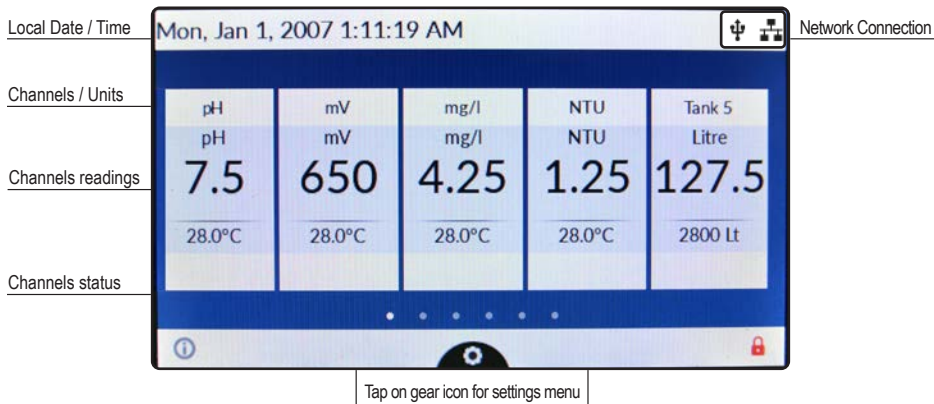 Local Date / Time
Mon, Jan 1, 2007 1:11:19 AM
Network Connection
Channels / Units
pH mV mg/l NTU Tank 5
pH mV mg/l NTU Litre
Channels readings
7.5 650 4.25 1.25 127.5
28.0°C 28.0°C 28.0°C 28.0°C 2800 Lt
Channels status
Tap on gear icon for settings menu